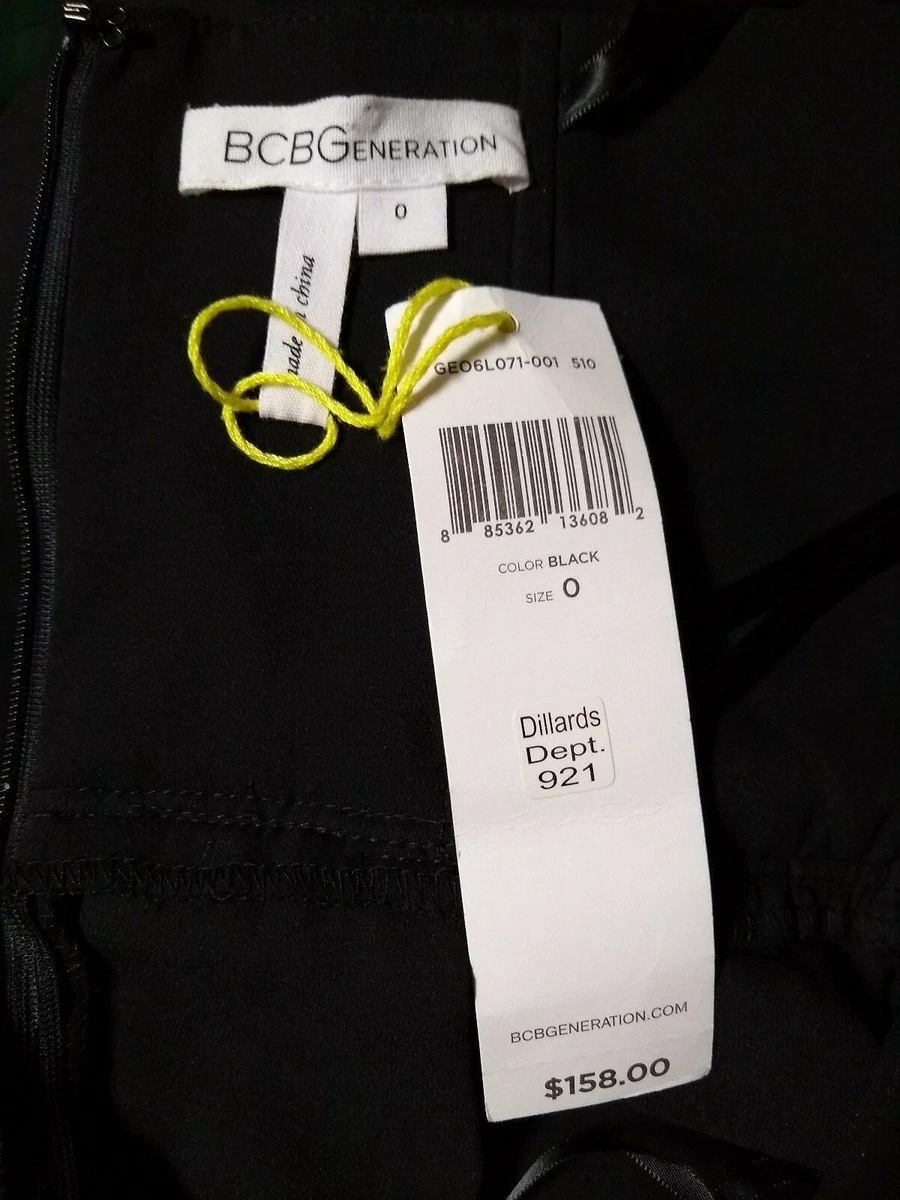 BCBGENERATION
0
made in china
GEO6L071-001 510
8 85362 13608 2
COLOR BLACK
SIZE 0
Dillards
Dept.
921
BCBGENERATION.COM
$158.00